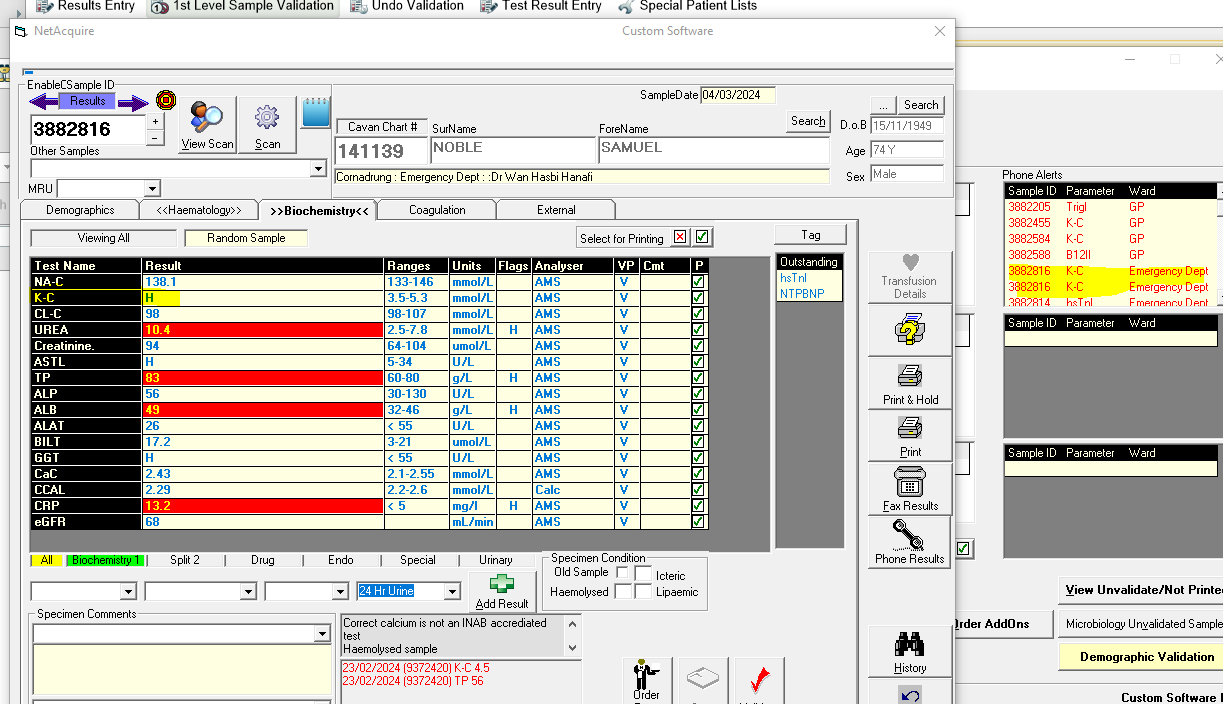 Results Entry 1st Level Sample Validation Undo Validation Test Result Entry Special Patient Lists
NetAcquire Custom Software
EnableCSample ID
Results
3882816
+
-
View Scan
Scan
Other Samples
MRU
SampleDate 04/03/2024
Cavan Chart # SurName ForeName Search
141139 NOBLE SAMUEL
Cornadrung : Emergency Dept : :Dr Wan Hasbi Hanafi
... Search
D.o.B 15/11/1949
Age 74 Y
Sex Male
Demographics <<Haematology>> >>Biochemistry<< Coagulation External
Viewing All Random Sample Select for Printing Tag
Test Name Result Ranges Units Flags Analyser VP Cmt P
NA-C 138.1 133-146 mmol/L AMS V
K-C H 3.5-5.3 mmol/L AMS V
CL-C 98 98-107 mmol/L AMS V
UREA 10.4 2.5-7.8 mmol/L H AMS V
Creatinine. 94 64-104 umol/L AMS V
ASTL H 5-34 U/L AMS V
TP 83 60-80 g/L H AMS V
ALP 56 30-130 U/L AMS V
ALB 49 32-46 g/L H AMS V
ALAT 26 < 55 U/L AMS V
BILT 17.2 3-21 umol/L AMS V
GGT H < 55 U/L AMS V
CaC 2.43 2.1-2.55 mmol/L AMS V
CCAL 2.29 2.2-2.6 mmol/L Calc V
CRP 13.2 < 5 mg/l H AMS V
eGFR 68 mL/min AMS V
Outstanding
hsTnI
NTPBNP
Transfusion
Details
Print & Hold
Print
Fax Results
Phone Results
History
All Biochemistry 1 Split 2 Drug Endo Special Urinary
24 Hr Urine
Add Result
Specimen Condition
Old Sample Icteric
Haemolysed Lipaemic
Specimen Comments
Correct calcium is not an INAB accredited
test
Haemolysed sample
23/02/2024 (9372420) K-C 4.5
23/02/2024 (9372420) TP 56
Order
Phone Alerts
Sample ID Parameter Ward
3882205 Trigl GP
3882455 K-C GP
3882584 K-C GP
3882588 B12II GP
3882816 K-C Emergency Dept
3882816 K-C Emergency Dept
3882814 hsTnI Emergency Dept
Sample ID Parameter Ward
Sample ID Parameter Ward
View Unvalidate/Not Printed
Order AddOns Microbiology Unvalidated Sample
Demographic Validation
Custom Software